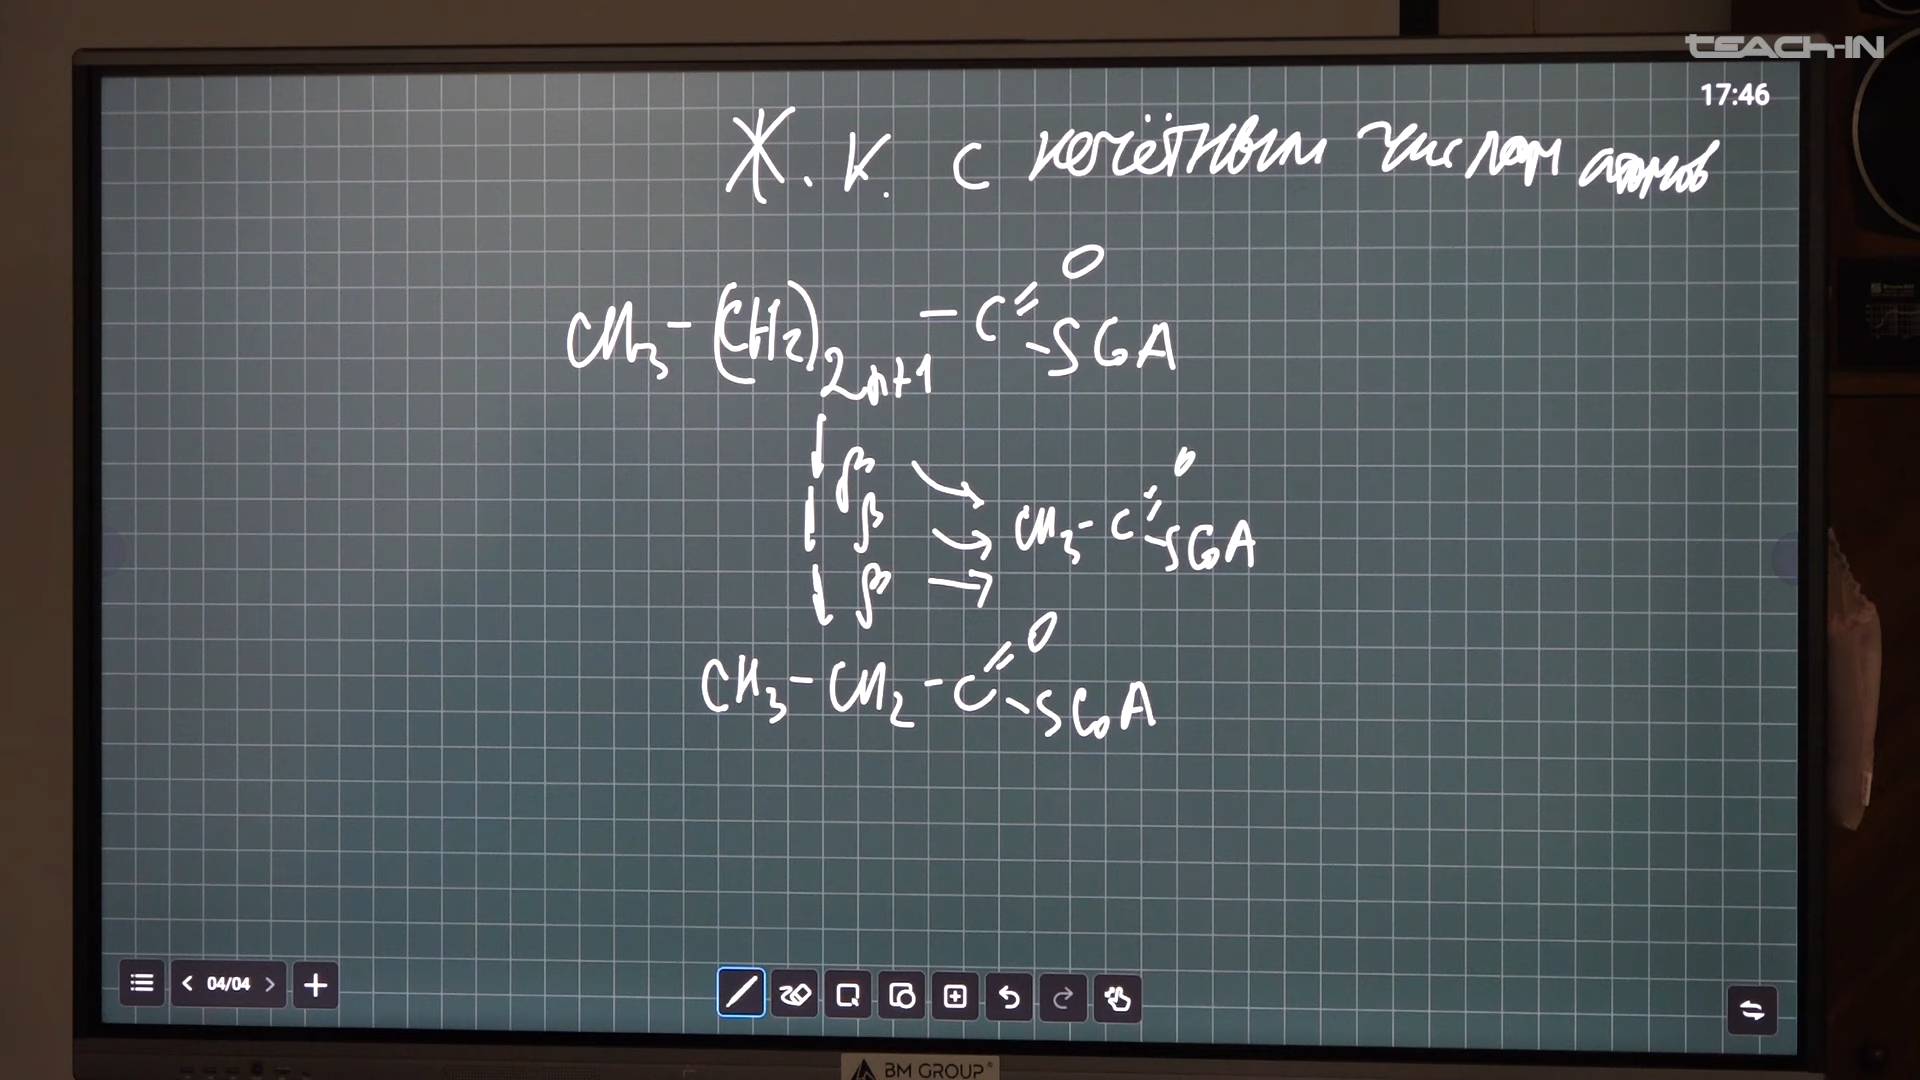 TEACH-IN
17:46
Ж. К. с нечётным числом атомов
CH3 - (CH2)2n+1 - C = O
- SCoA
β
β
β
CH3 - C = O
- SCoA
CH3 - CH2 - C = O
- SCoA
04/04
BM GROUP